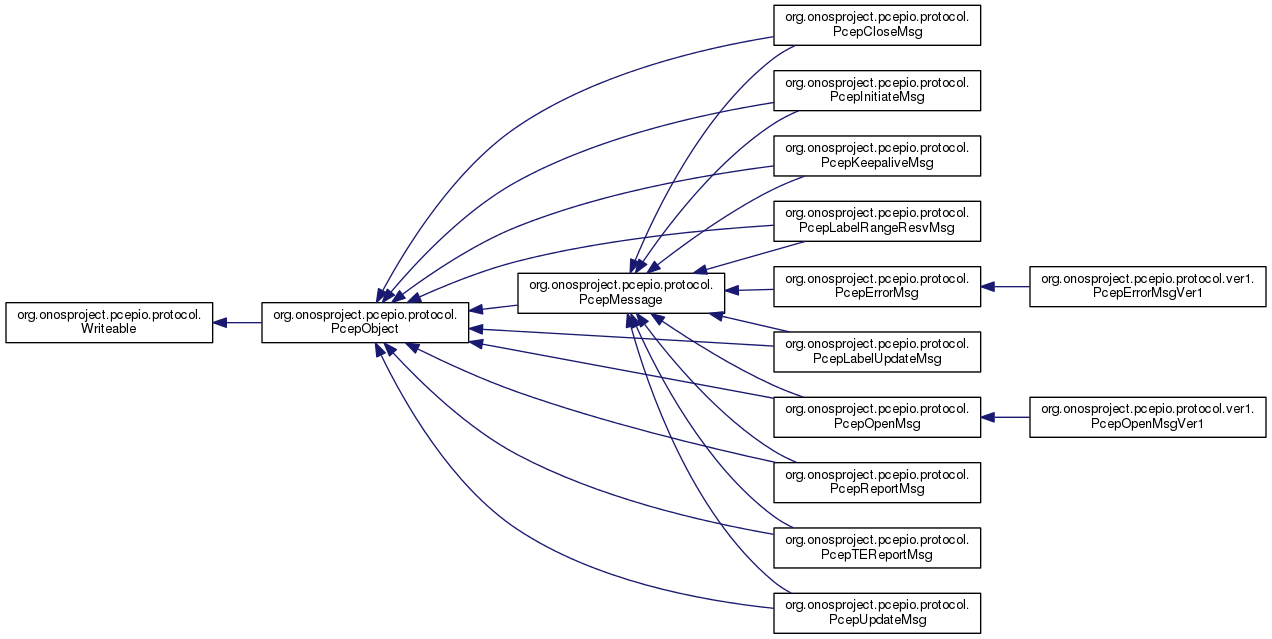 org.onosproject.pcepio.protocol.
PcepCloseMsg
org.onosproject.pcepio.protocol.
PcepInitiateMsg
org.onosproject.pcepio.protocol.
PcepKeepaliveMsg
org.onosproject.pcepio.protocol.
PcepLabelRangeResvMsg
org.onosproject.pcepio.protocol.
Writeable
org.onosproject.pcepio.protocol.
PcepObject
org.onosproject.pcepio.protocol.
PcepMessage
org.onosproject.pcepio.protocol.
PcepErrorMsg
org.onosproject.pcepio.protocol.ver1.
PcepErrorMsgVer1
org.onosproject.pcepio.protocol.
PcepLabelUpdateMsg
org.onosproject.pcepio.protocol.
PcepOpenMsg
org.onosproject.pcepio.protocol.ver1.
PcepOpenMsgVer1
org.onosproject.pcepio.protocol.
PcepReportMsg
org.onosproject.pcepio.protocol.
PcepTEReportMsg
org.onosproject.pcepio.protocol.
PcepUpdateMsg